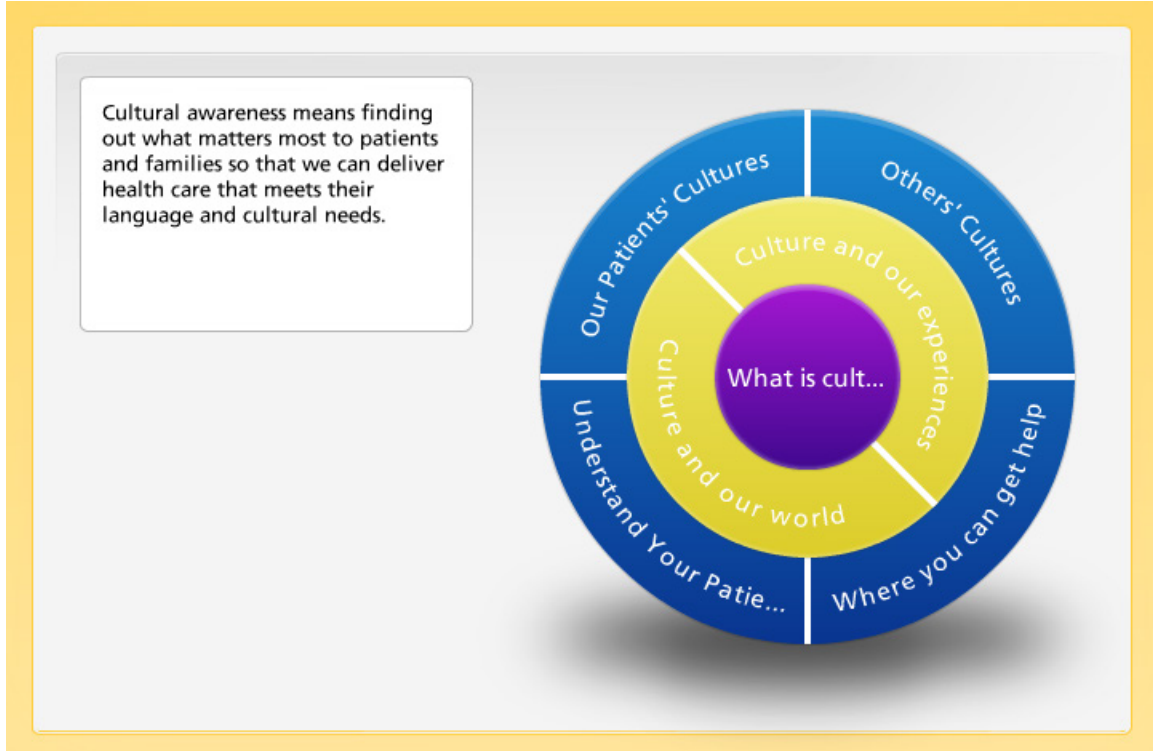 Cultural awareness means finding
out what matters most to patients
and families so that we can deliver
health care that meets their
language and cultural needs.
Our Patients' Cultures
Others' Cultures
Culture and our experiences
What is cult...
Culture and our world
Understand Your Patie...
Where you can get help